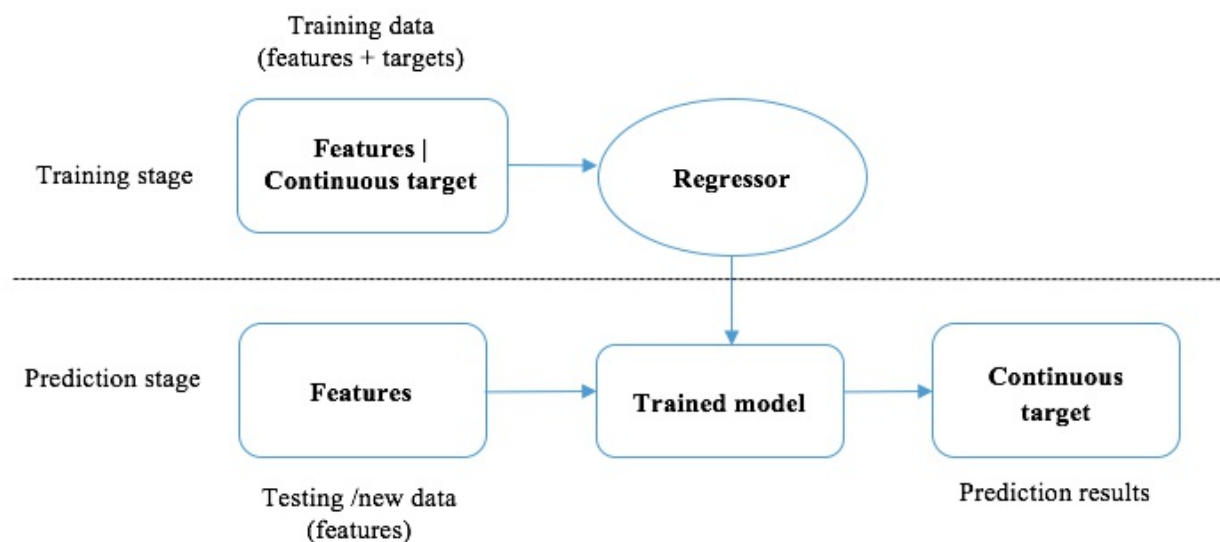 Training data
(features + targets)
Training stage
Features |
Continuous target
Regressor
Prediction stage
Features
Trained model
Continuous
target
Testing /new data
(features)
Prediction results